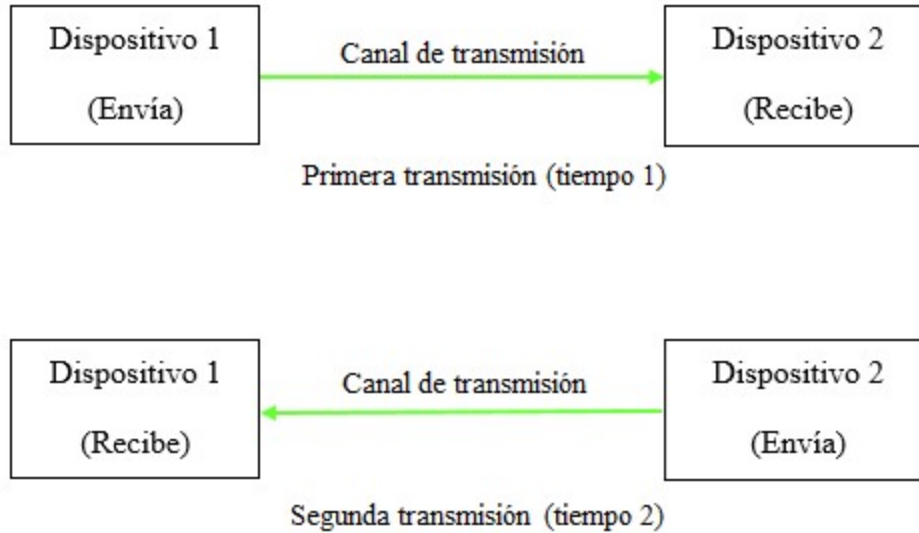 Dispositivo 1
(Envía)
Canal de transmisión
Dispositivo 2
(Recibe)
Primera transmisión (tiempo 1)
Dispositivo 1
(Recibe)
Canal de transmisión
Dispositivo 2
(Envía)
Segunda transmisión (tiempo 2)